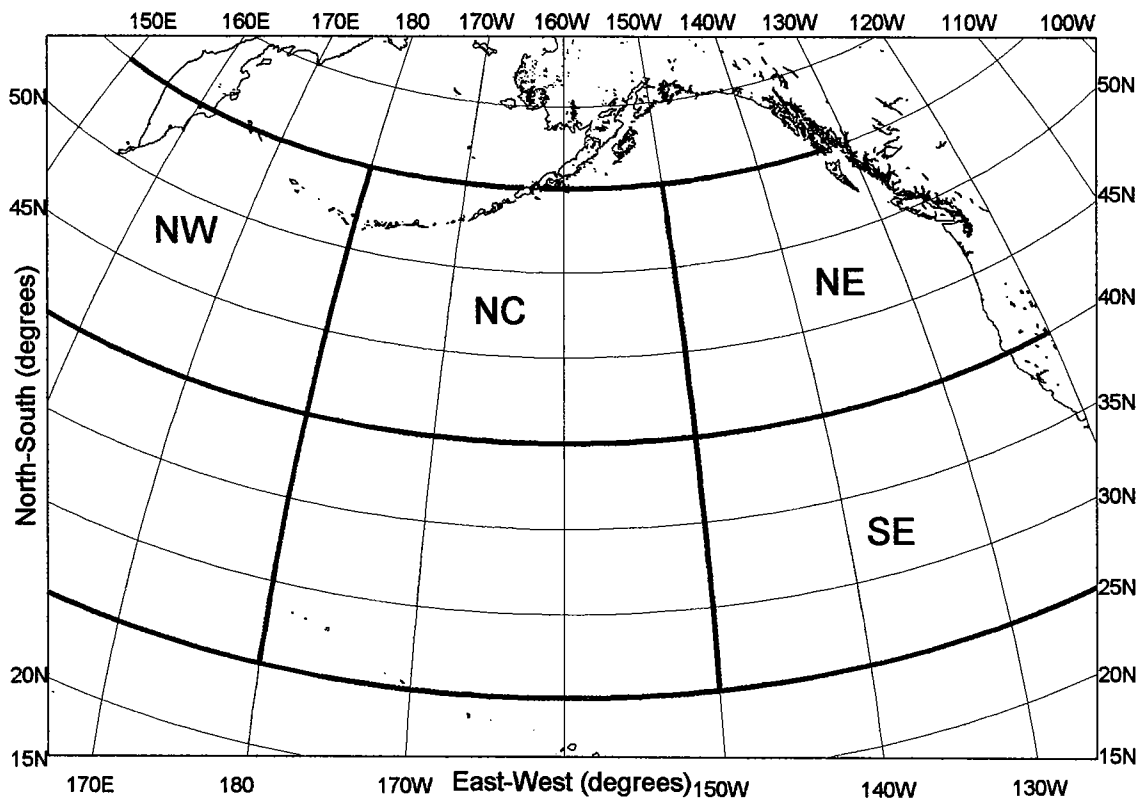 150E 160E 170E 180 170W 160W 150W 140W 130W 120W 110W 100W
50N 50N
45N 45N
NW
NE
NC
40N
35N
North-South (degrees)
30N
SE
25N
20N 20N
15N 15N
170E 180 170W East-West (degrees) 150W 140W 130W